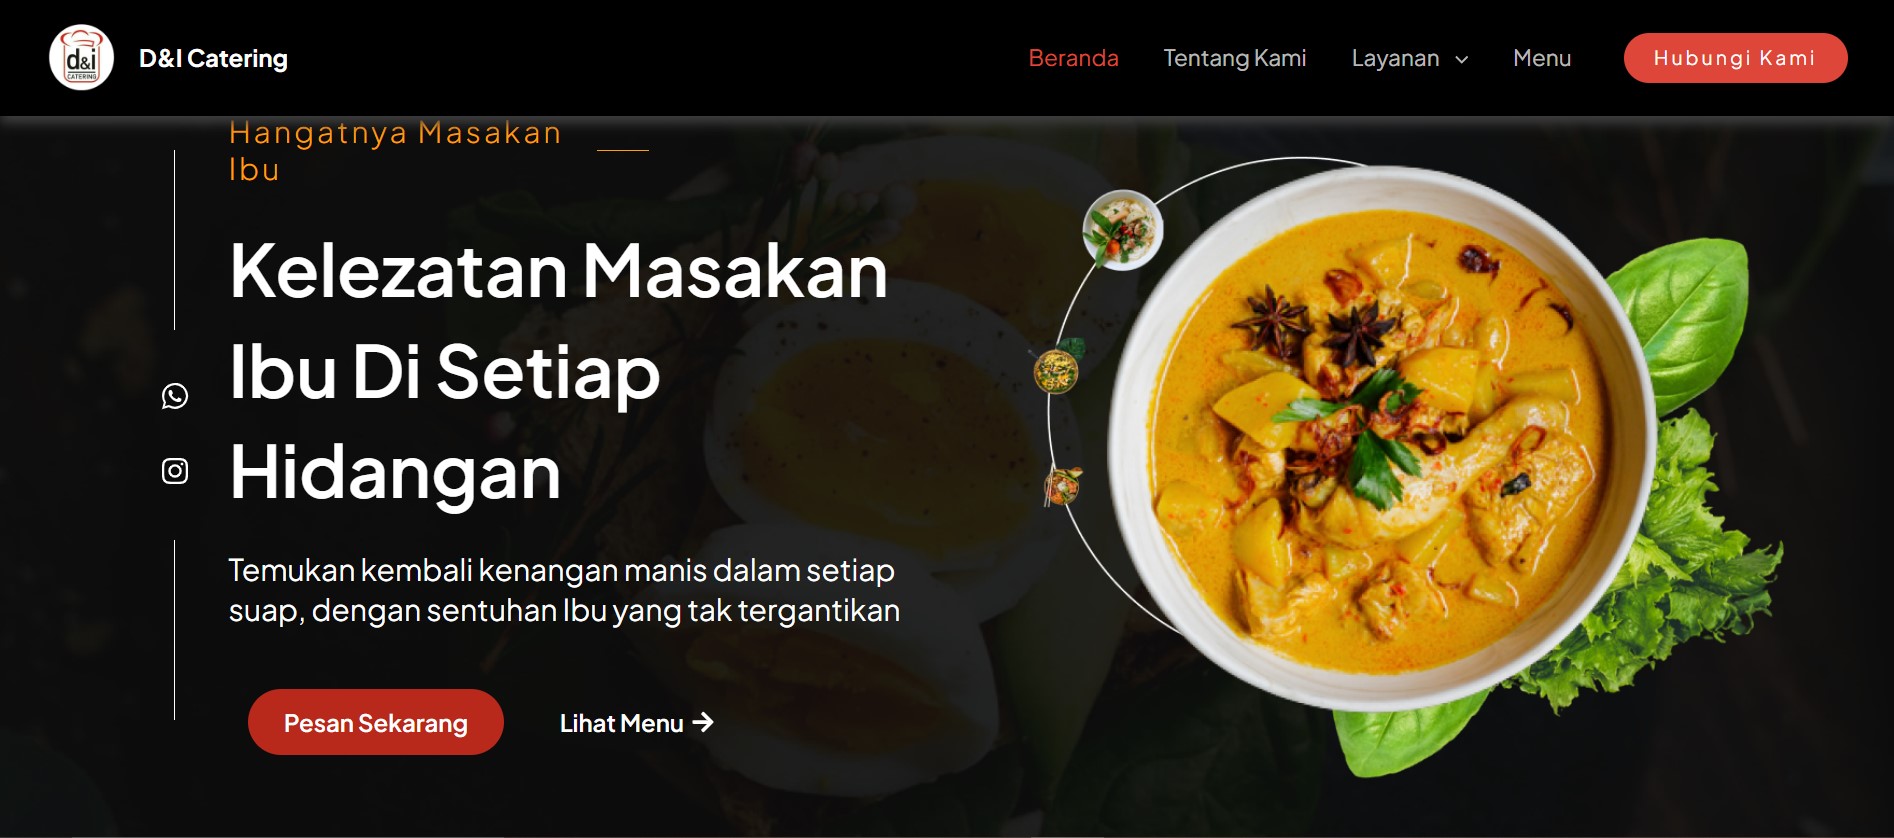 d&i
CATERING
D&I Catering
Beranda
Tentang Kami
Layanan
Menu
Hubungi Kami
Hangatnya Masakan
Ibu
Kelezatan Masakan
Ibu Di Setiap
Hidangan
Temukan kembali kenangan manis dalam setiap
suap, dengan sentuhan Ibu yang tak tergantikan
Pesan Sekarang
Lihat Menu